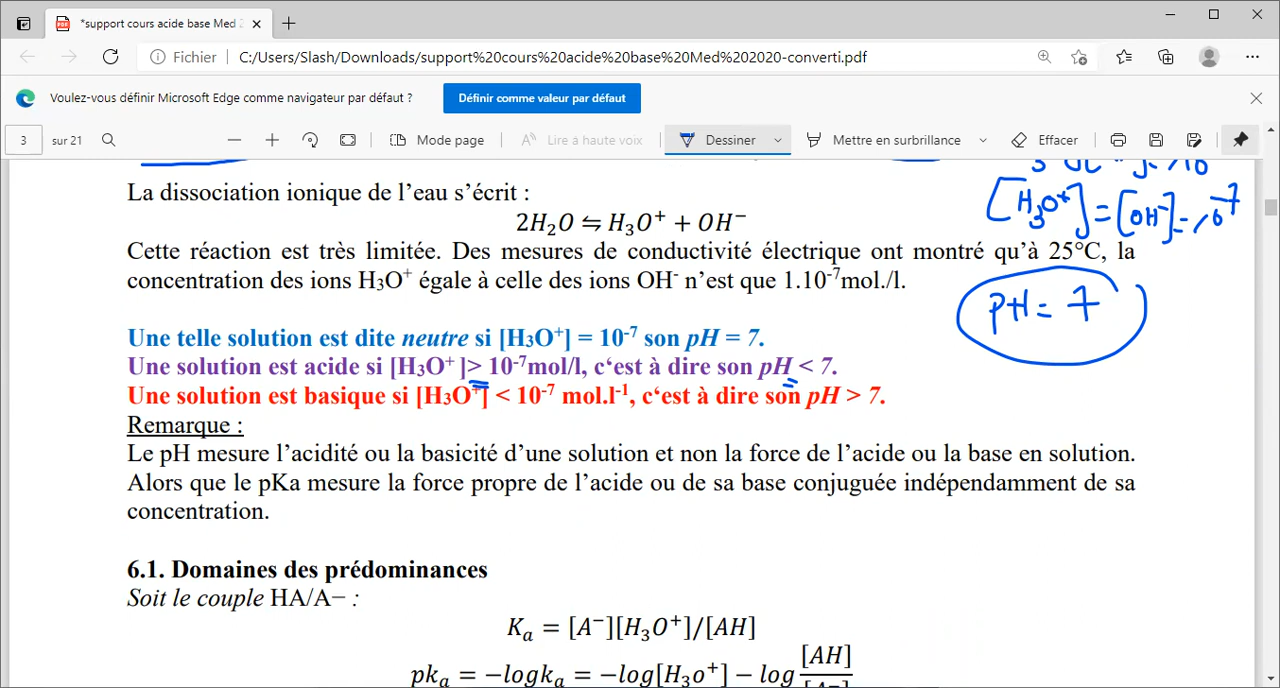 *support cours acide base Med 2
Fichier
C:/Users/Slash/Downloads/support%20cours%20acide%20base%20Med%202020-converti.pdf
Voulez-vous définir Microsoft Edge comme navigateur par défaut ?
Définir comme valeur par défaut
3 sur 21
Mode page
Lire à haute voix
Dessiner
Mettre en surbrillance
Effacer
La dissociation ionique de l’eau s’écrit :
2H₂O ⇋ H₃O⁺ + OH⁻
[H₃O⁺] = [OH⁻] = 10⁻⁷
Cette réaction est très limitée. Des mesures de conductivité électrique ont montré qu’à 25°C, la
concentration des ions H₃O⁺ égale à celle des ions OH⁻ n’est que 1.10⁻⁷mol./l.
pH = 7
Une telle solution est dite neutre si [H₃O⁺] = 10⁻⁷ son pH = 7.
Une solution est acide si [H₃O⁺ ]> 10⁻⁷mol/l, c‘est à dire son pH < 7.
Une solution est basique si [H₃O⁺] < 10⁻⁷ mol.l⁻¹, c‘est à dire son pH > 7.
Remarque :
Le pH mesure l’acidité ou la basicité d’une solution et non la force de l’acide ou la base en solution.
Alors que le pKa mesure la force propre de l’acide ou de sa base conjuguée indépendamment de sa
concentration.
6.1. Domaines des prédominances
Soit le couple HA/A− :
Kₐ = [A⁻][H₃O⁺]/[AH]
pkₐ = −logkₐ = −log[H₃o⁺] − log [AH]